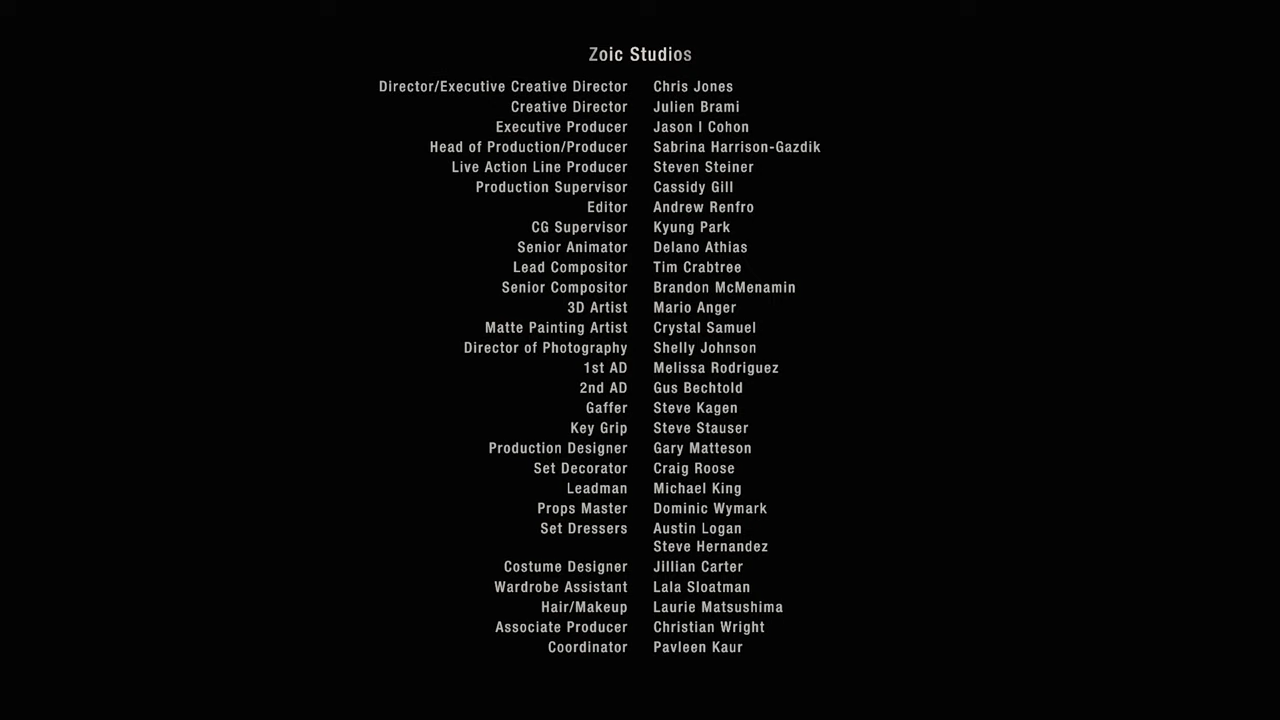 Zoic Studios
Director/Executive Creative Director Chris Jones
Creative Director Julien Brami
Executive Producer Jason I Cohon
Head of Production/Producer Sabrina Harrison-Gazdik
Live Action Line Producer Steven Steiner
Production Supervisor Cassidy Gill
Editor Andrew Renfro
CG Supervisor Kyung Park
Senior Animator Delano Athias
Lead Compositor Tim Crabtree
Senior Compositor Brandon McMenamin
3D Artist Mario Anger
Matte Painting Artist Crystal Samuel
Director of Photography Shelly Johnson
1st AD Melissa Rodriguez
2nd AD Gus Bechtold
Gaffer Steve Kagen
Key Grip Steve Stauser
Production Designer Gary Matteson
Set Decorator Craig Roose
Leadman Michael King
Props Master Dominic Wymark
Set Dressers Austin Logan
Steve Hernandez
Costume Designer Jillian Carter
Wardrobe Assistant Lala Sloatman
Hair/Makeup Laurie Matsushima
Associate Producer Christian Wright
Coordinator Pavleen Kaur